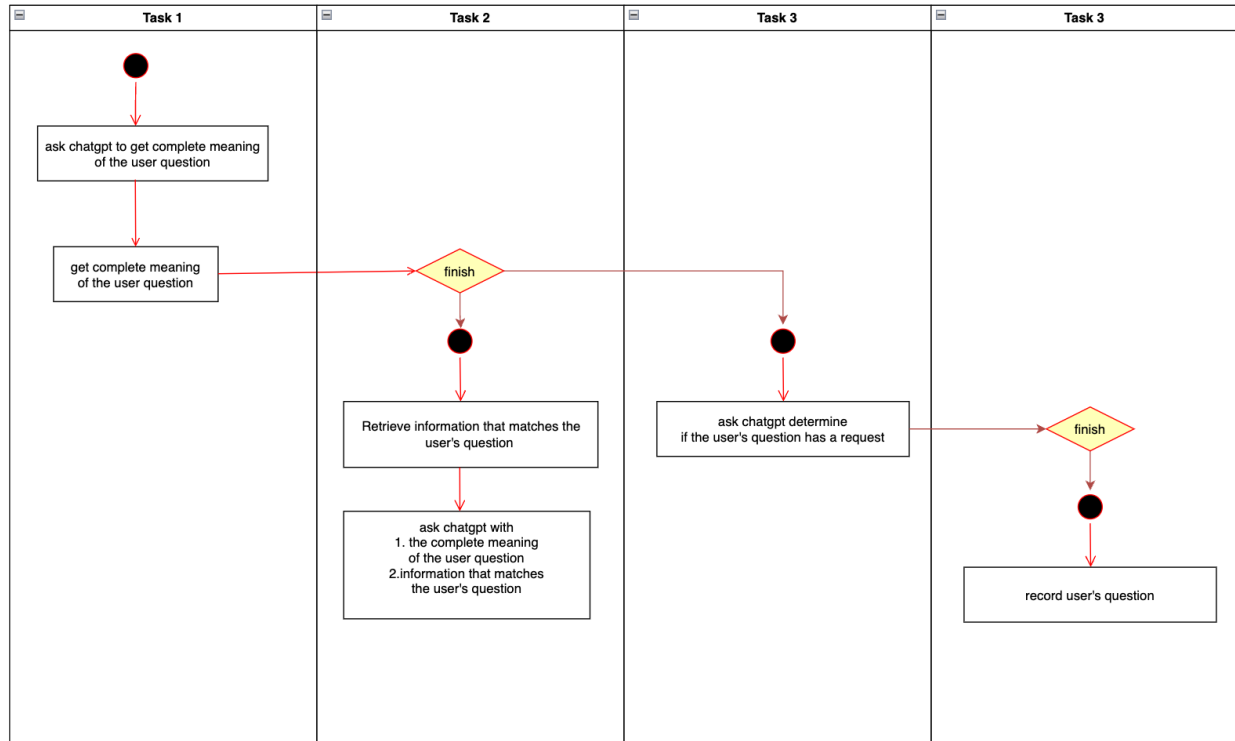 Task 1
Task 2
Task 3
Task 3
ask chatgpt to get complete meaning
of the user question
get complete meaning
of the user question
finish
Retrieve information that matches the
user's question
ask chatgpt with
1. the complete meaning
of the user question
2.information that matches
the user's question
ask chatgpt determine
if the user's question has a request
finish
record user's question